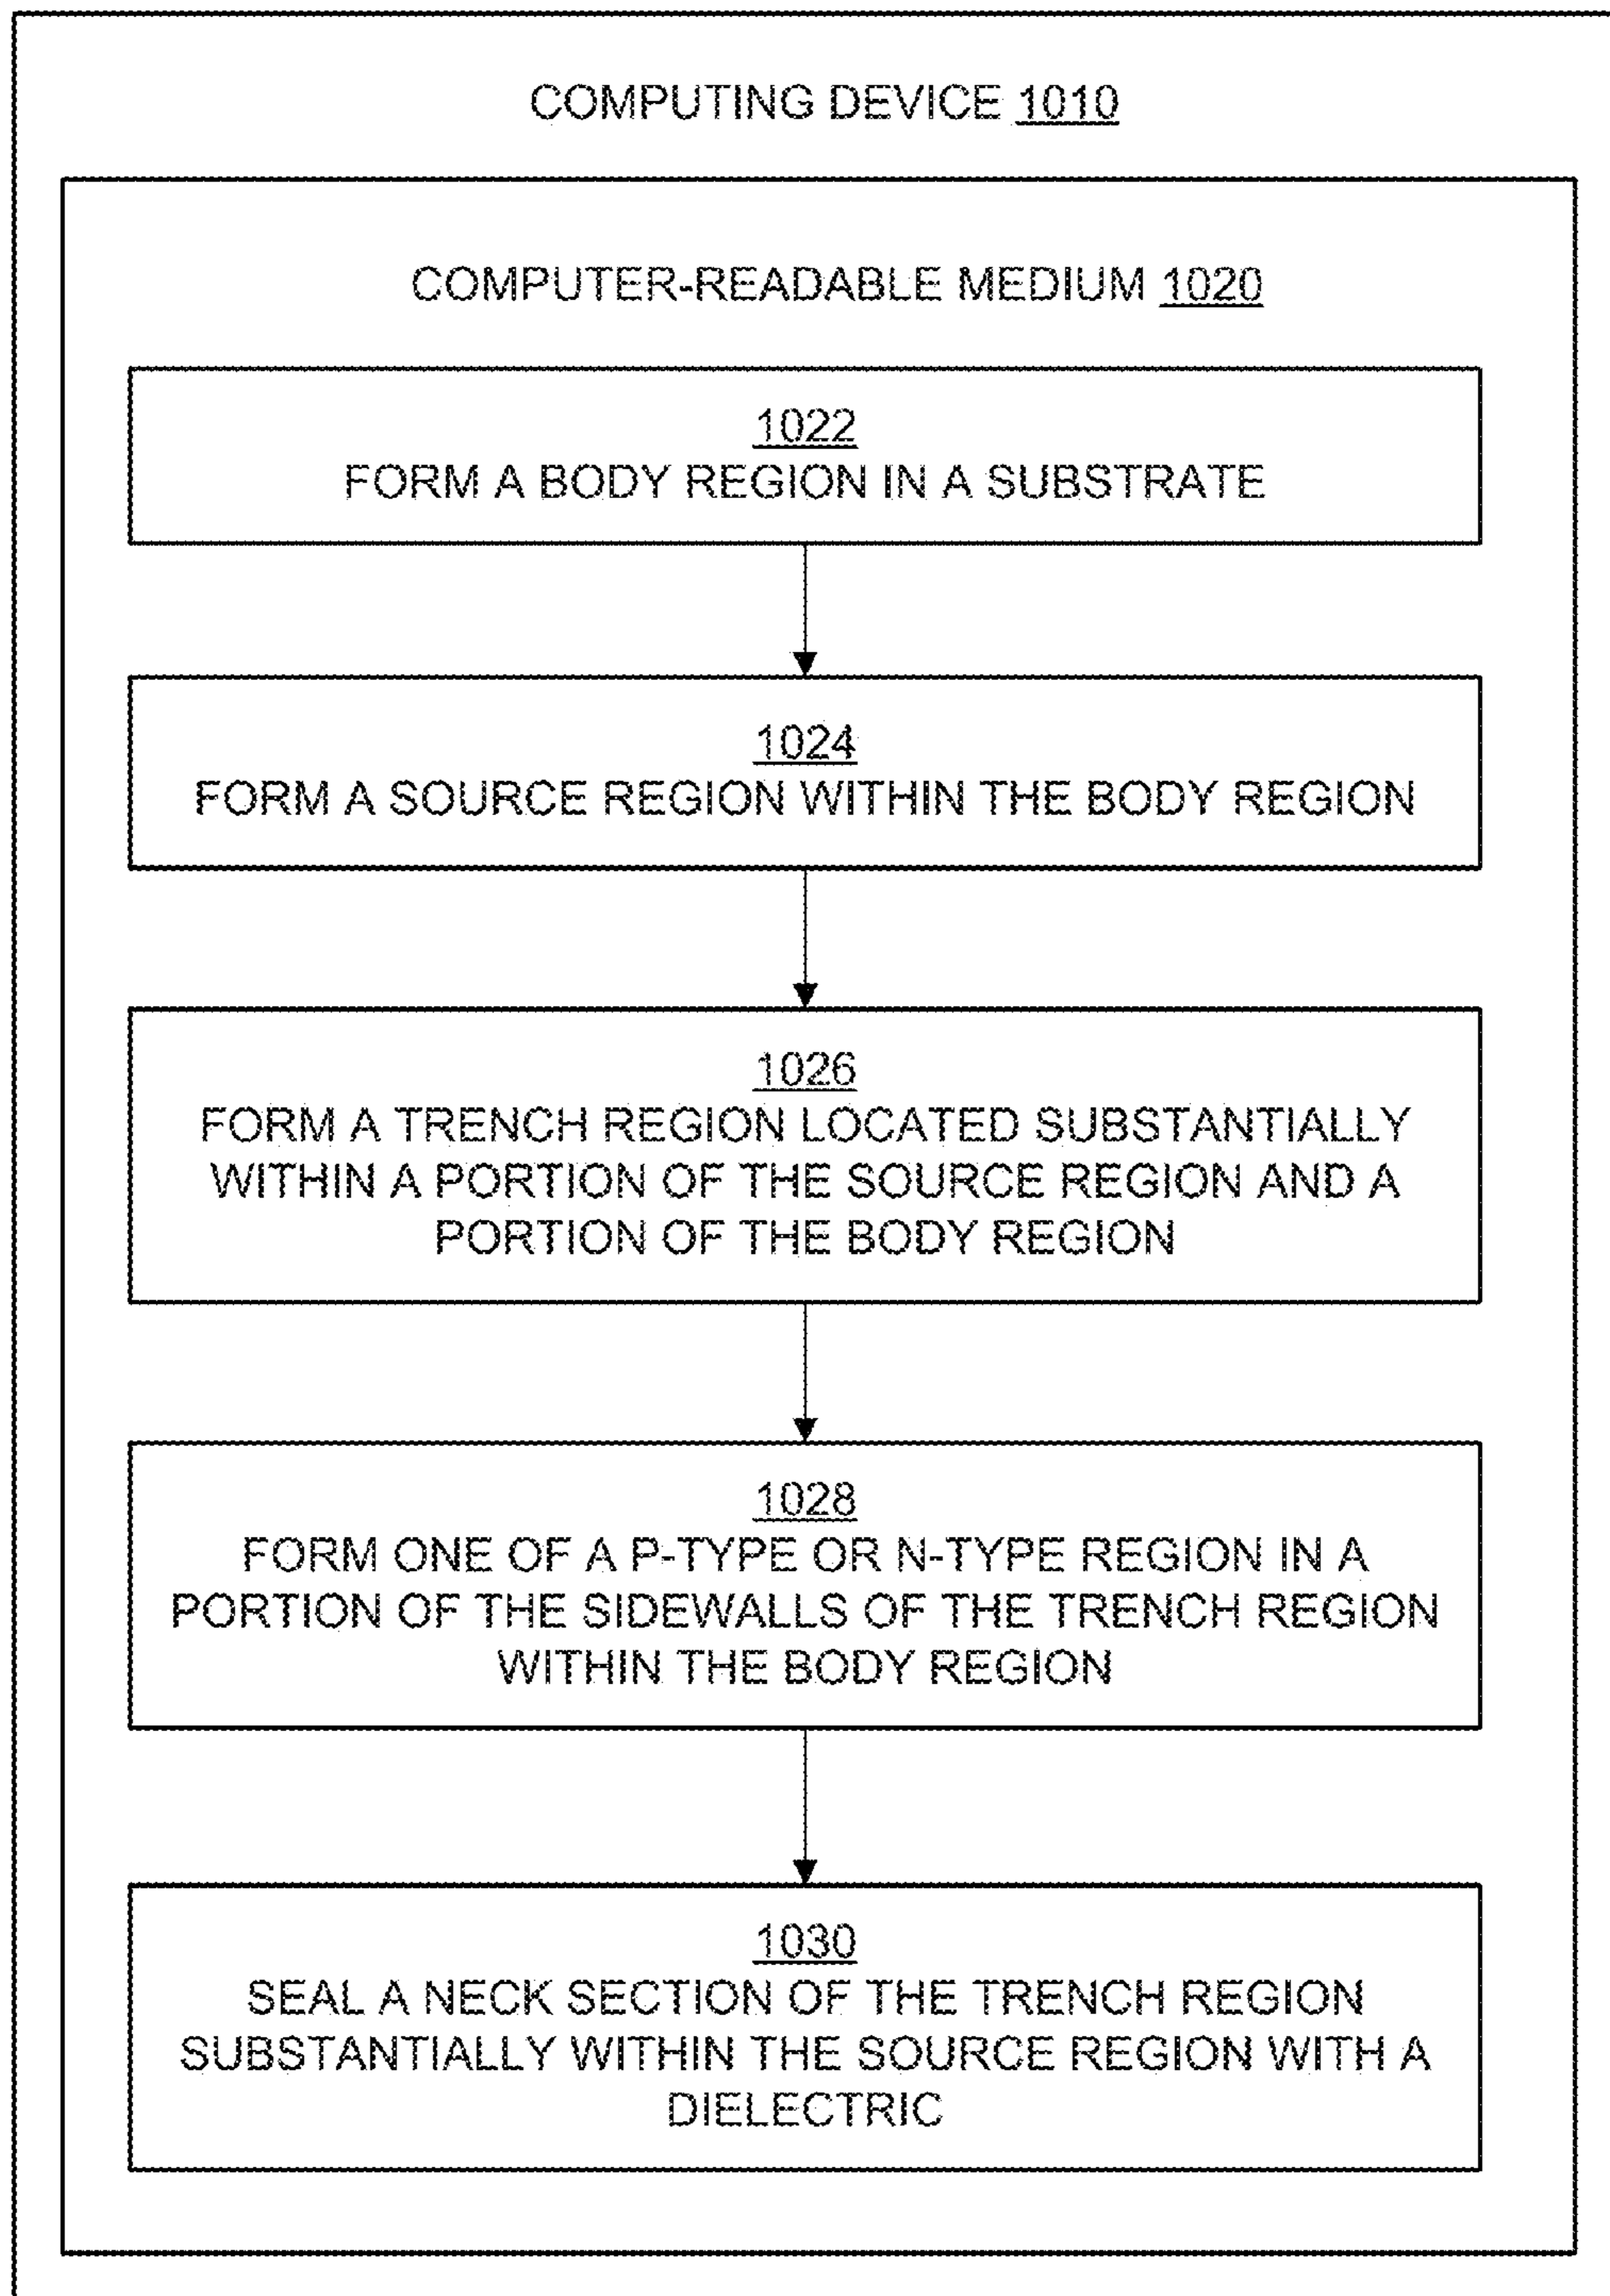 COMPUTING DEVICE 1010
COMPUTER-READABLE MEDIUM 1020
1022
FORM A BODY REGION IN A SUBSTRATE
1024
FORM A SOURCE REGION WITHIN THE BODY REGION
1026
FORM A TRENCH REGION LOCATED SUBSTANTIALLY
WITHIN A PORTION OF THE SOURCE REGION AND A
PORTION OF THE BODY REGION
1028
FORM ONE OF A P-TYPE OR N-TYPE REGION IN A
PORTION OF THE SIDEWALLS OF THE TRENCH REGION
WITHIN THE BODY REGION
1030
SEAL A NECK SECTION OF THE TRENCH REGION
SUBSTANTIALLY WITHIN THE SOURCE REGION WITH A
DIELECTRIC